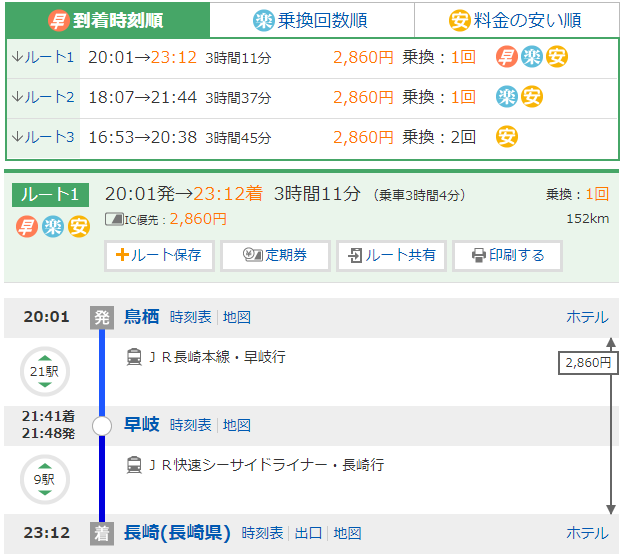 早 到着時刻順 楽 乗換回数順 安 料金の安い順
↓ルート1 20:01→23:12 3時間11分 2,860円 乗換：1回 早 楽 安
↓ルート2 18:07→21:44 3時間37分 2,860円 乗換：1回 楽 安
↓ルート3 16:53→20:38 3時間45分 2,860円 乗換：2回 安
ルート1 20:01発→23:12着 3時間11分 （乗車3時間4分） 乗換：1回
早 楽 安 IC優先：2,860円 152km
ルート保存 定期券 ルート共有 印刷する
20:01 発 鳥栖 時刻表 地図 ホテル
ＪＲ長崎本線・早岐行 2,860円
21駅
21:41着
21:48発 早岐 時刻表 地図
ＪＲ快速シーサイドライナー・長崎行
9駅
23:12 着 長崎(長崎県) 時刻表 出口 地図 ホテル